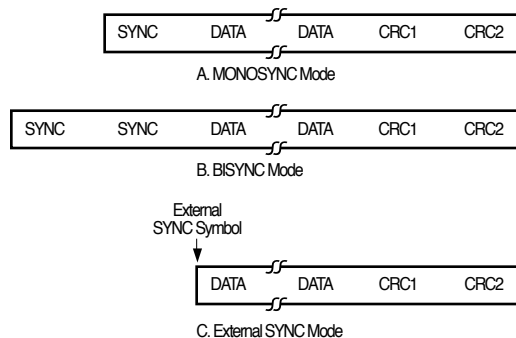 SYNC DATA DATA CRC1 CRC2
A. MONOSYNC Mode
SYNC SYNC DATA DATA CRC1 CRC2
B. BISYNC Mode
External
SYNC Symbol
DATA DATA CRC1 CRC2
C. External SYNC Mode